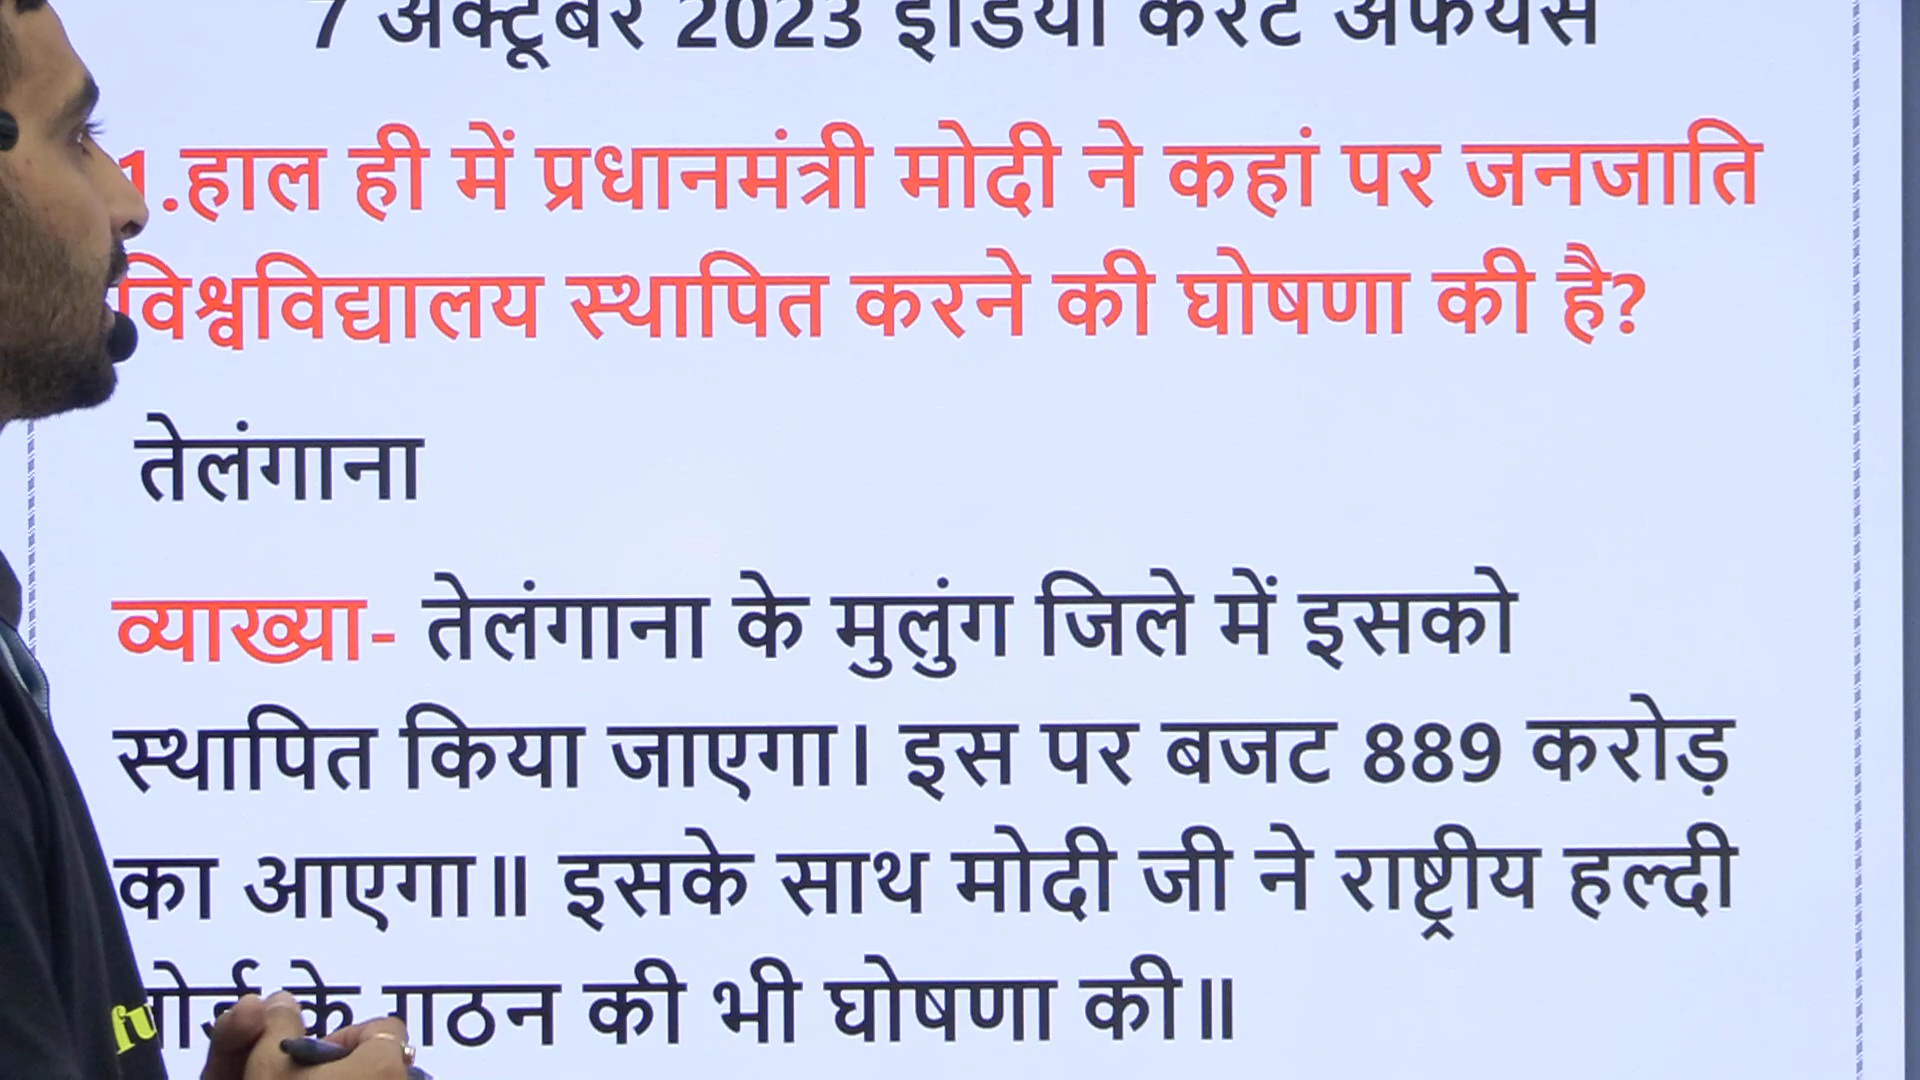 7 अक्टूबर 2023 इंडिया करंट अफेयर्स
1.हाल ही में प्रधानमंत्री मोदी ने कहां पर जनजाति
विश्वविद्यालय स्थापित करने की घोषणा की है?
तेलंगाना
व्याख्या- तेलंगाना के मुलुंग जिले में इसको
स्थापित किया जाएगा। इस पर बजट 889 करोड़
का आएगा॥ इसके साथ मोदी जी ने राष्ट्रीय हल्दी
बोर्ड के गठन की भी घोषणा की॥
fu